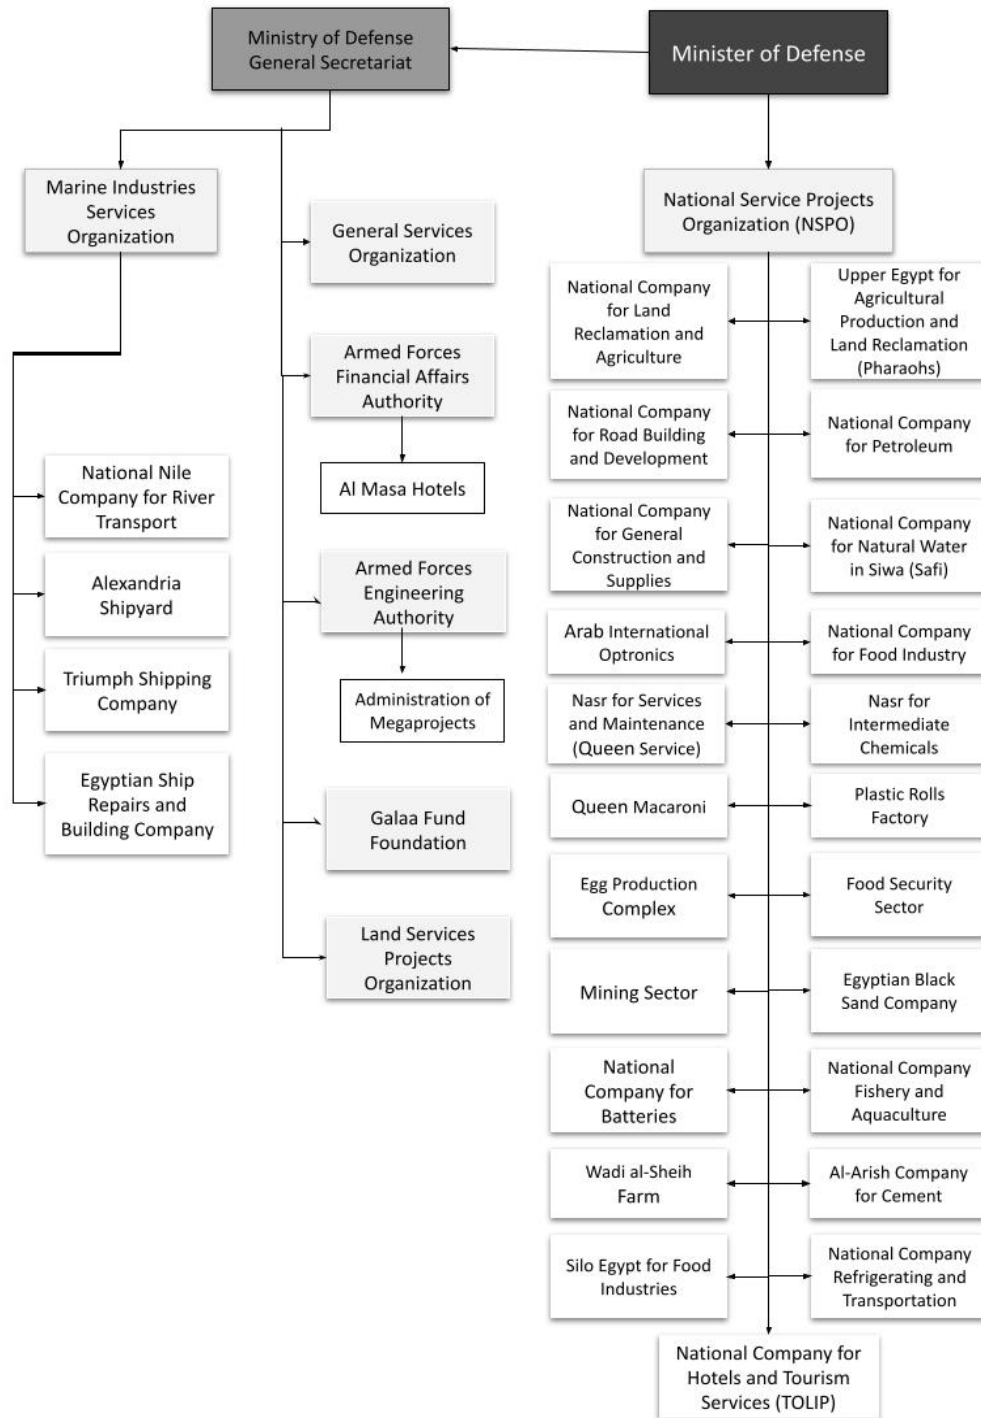 Ministry of Defense
General Secretariat
Minister of Defense
Marine Industries
Services
Organization
General Services
Organization
Armed Forces
Financial Affairs
Authority
Al Masa Hotels
Armed Forces
Engineering
Authority
Administration of
Megaprojects
Galaa Fund
Foundation
Land Services
Projects
Organization
National Nile
Company for River
Transport
Alexandria
Shipyard
Triumph Shipping
Company
Egyptian Ship
Repairs and
Building Company
National Service Projects
Organization (NSPO)
National Company
for Land
Reclamation and
Agriculture
Upper Egypt for
Agricultural
Production and
Land Reclamation
(Pharaohs)
National Company
for Road Building
and Development
National Company
for Petroleum
National Company
for General
Construction and
Supplies
National Company
for Natural Water
in Siwa (Safi)
Arab International
Optronics
National Company
for Food Industry
Nasr for Services
and Maintenance
(Queen Service)
Nasr for
Intermediate
Chemicals
Queen Macaroni
Plastic Rolls
Factory
Egg Production
Complex
Food Security
Sector
Mining Sector
Egyptian Black
Sand Company
National
Company for
Batteries
National Company
Fishery and
Aquaculture
Wadi al-Sheih
Farm
Al-Arish Company
for Cement
Silo Egypt for Food
Industries
National Company
Refrigerating and
Transportation
National Company for
Hotels and Tourism
Services (TOLIP)